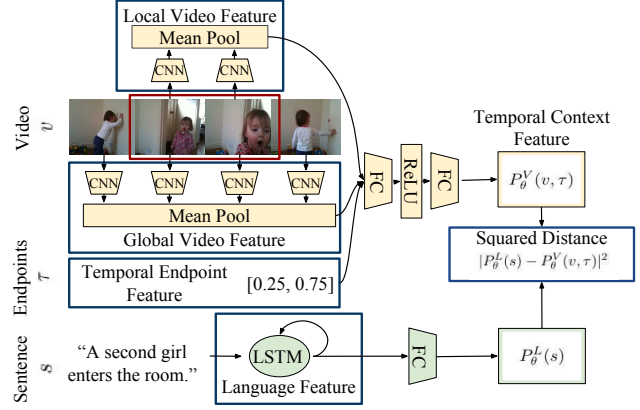 Local Video Feature
Mean Pool
CNN CNN
Video
v
CNN CNN CNN CNN
Mean Pool
Global Video Feature
FC
ReLU
FC
Temporal Context
Feature
P_θ^V(v, τ)
Endpoints
τ
Temporal Endpoint
Feature
[0.25, 0.75]
Squared Distance
|P_θ^L(s) − P_θ^V(v, τ)|²
Sentence
s
“A second girl
enters the room.”
LSTM
Language Feature
FC
P_θ^L(s)